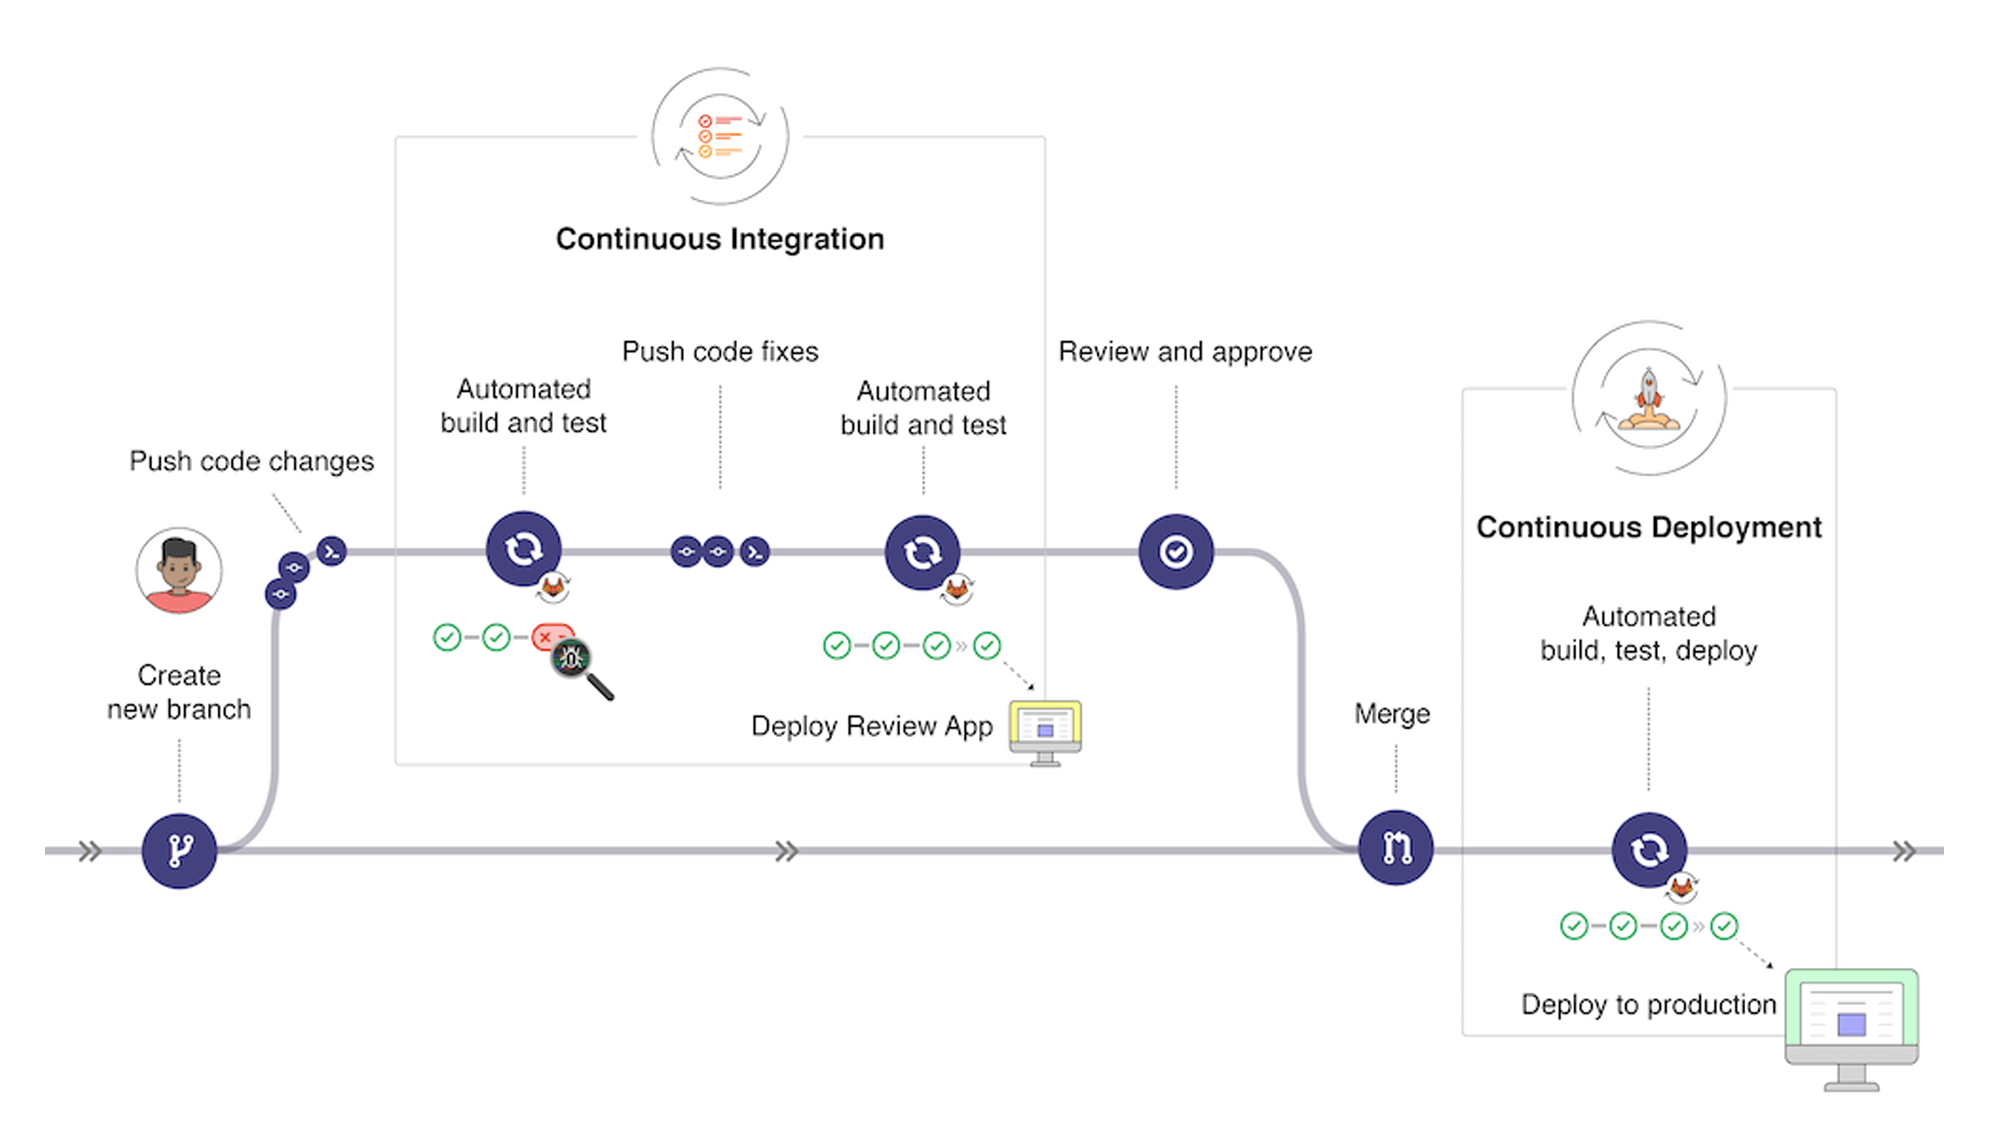 Continuous Integration
Push code fixes
Review and approve
Automated
build and test
Automated
build and test
Push code changes
Continuous Deployment
Automated
build, test, deploy
Create
new branch
Merge
Deploy Review App
Deploy to production